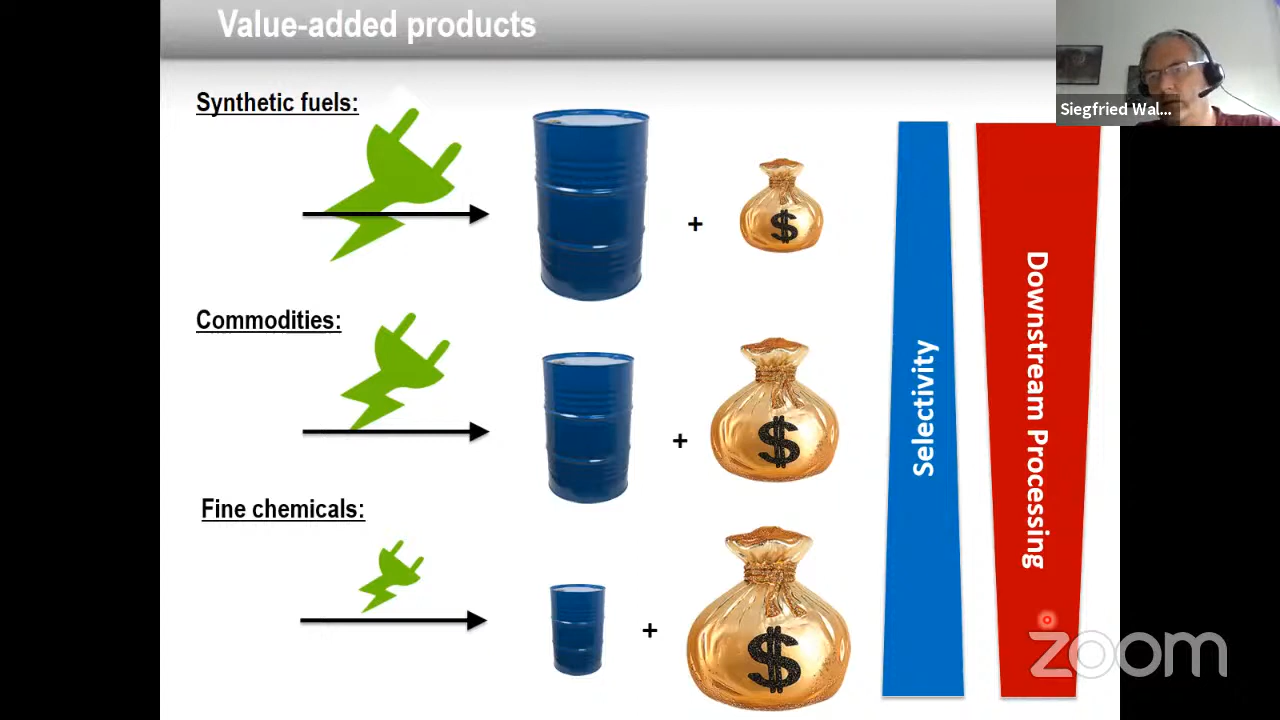 Value-added products
Siegfried Wal...
Synthetic fuels:
+
$
Commodities:
+
$
Fine chemicals:
+
$
Selectivity
Downstream Processing
zoom